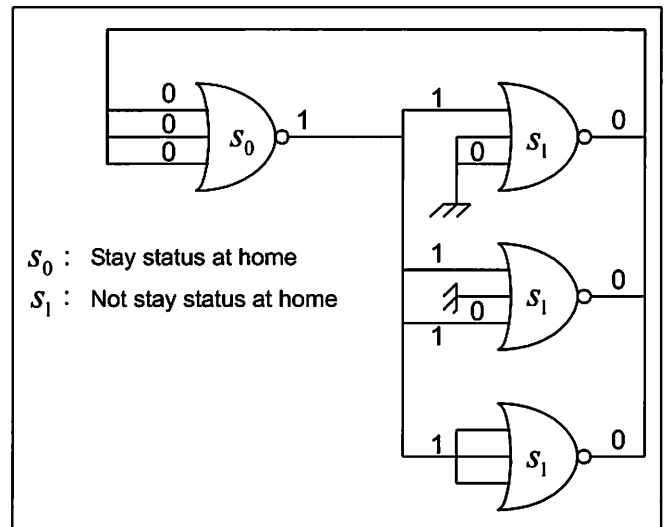 0 1 1 0
0
0 S₀ 0 S₁
S₀ : Stay status at home 1 0
S₁ : Not stay status at home 0 S₁
1
1 S₁ 0